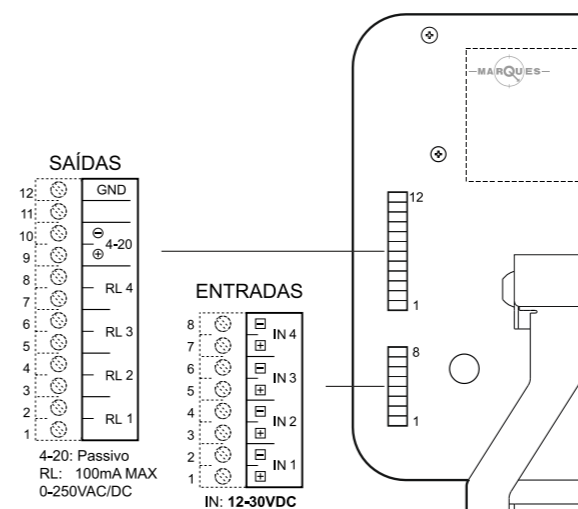 MARQUES
SAÍDAS
12 GND
11
10 ⊖
4-20
9 ⊕
8
RL 4
7
6
RL 3
5
4
RL 2
3
2
RL 1
1
4-20: Passivo
RL: 100mA MAX
0-250VAC/DC
ENTRADAS
8 ⊟
IN 4
7 ⊞
6 ⊟
IN 3
5 ⊞
4 ⊟
IN 2
3 ⊞
2 ⊟
IN 1
1 ⊞
IN: 12-30VDC
12
1
8
1